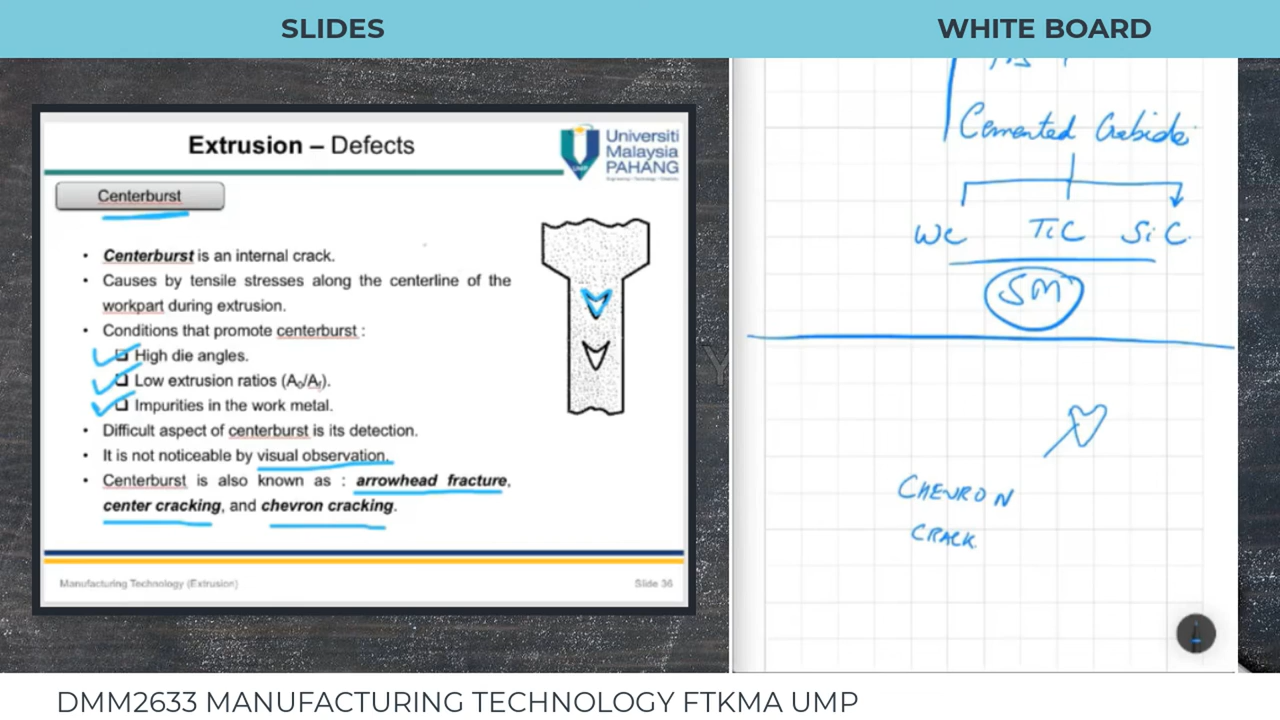 SLIDES
WHITE BOARD
Extrusion – Defects
Universiti
Malaysia
PAHANG
Centerburst
• Centerburst is an internal crack.
• Causes by tensile stresses along the centerline of the
workpart during extrusion.
• Conditions that promote centerburst :
❑ High die angles.
❑ Low extrusion ratios (Ao/Af).
❑ Impurities in the work metal.
• Difficult aspect of centerburst is its detection.
• It is not noticeable by visual observation.
• Centerburst is also known as : arrowhead fracture,
center cracking, and chevron cracking.
Manufacturing Technology (Extrusion)
Slide 36
Cemented Carbide
WC TiC SiC
SM
CHEVRON
CRACK
DMM2633 MANUFACTURING TECHNOLOGY FTKMA UMP